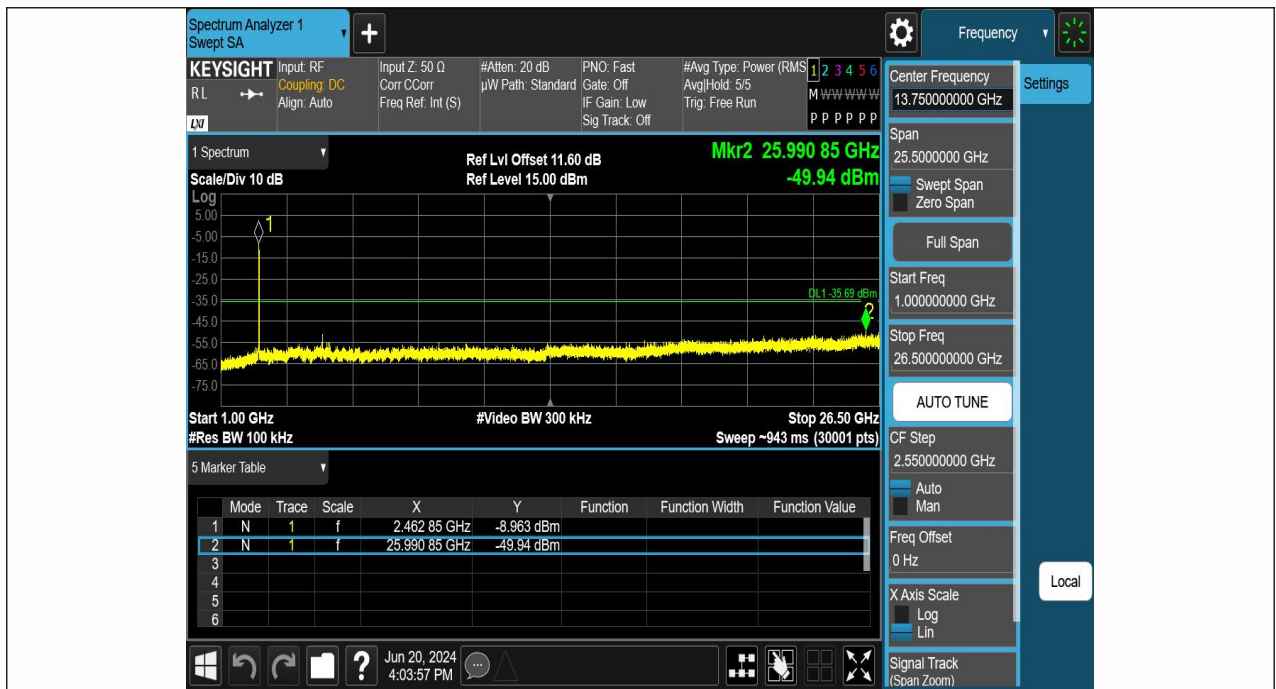 Spectrum Analyzer 1
Swept SA
+
Frequency
KEYSIGHT
RL
LXI
Input: RF
Coupling: DC
Align: Auto
Input Z: 50 Ω
Corr CCorr
Freq Ref: Int (S)
#Atten: 20 dB
µW Path: Standard
PNO: Fast
Gate: Off
IF Gain: Low
Sig Track: Off
#Avg Type: Power (RMS
Avg|Hold: 5/5
Trig: Free Run
1 2 3 4 5 6
M W W W W W
P P P P P P
1 Spectrum
Scale/Div 10 dB
Ref Lvl Offset 11.60 dB
Ref Level 15.00 dBm
Mkr2 25.990 85 GHz
-49.94 dBm
Log
5.00
-5.00
-15.0
-25.0
-35.0
-45.0
-55.0
-65.0
-75.0
1
DL1 -35.69 dBm
2
Start 1.00 GHz
#Video BW 300 kHz
Stop 26.50 GHz
#Res BW 100 kHz
Sweep ~943 ms (30001 pts)
5 Marker Table
Mode Trace Scale X Y Function Function Width Function Value
1 N 1 f 2.462 85 GHz -8.963 dBm
2 N 1 f 25.990 85 GHz -49.94 dBm
3
4
5
6
?
Jun 20, 2024
4:03:57 PM
Center Frequency
13.750000000 GHz
Settings
Span
25.5000000 GHz
Swept Span
Zero Span
Full Span
Start Freq
1.000000000 GHz
Stop Freq
26.500000000 GHz
AUTO TUNE
CF Step
2.550000000 GHz
Auto
Man
Freq Offset
0 Hz
Local
X Axis Scale
Log
Lin
Signal Track
(Span Zoom)